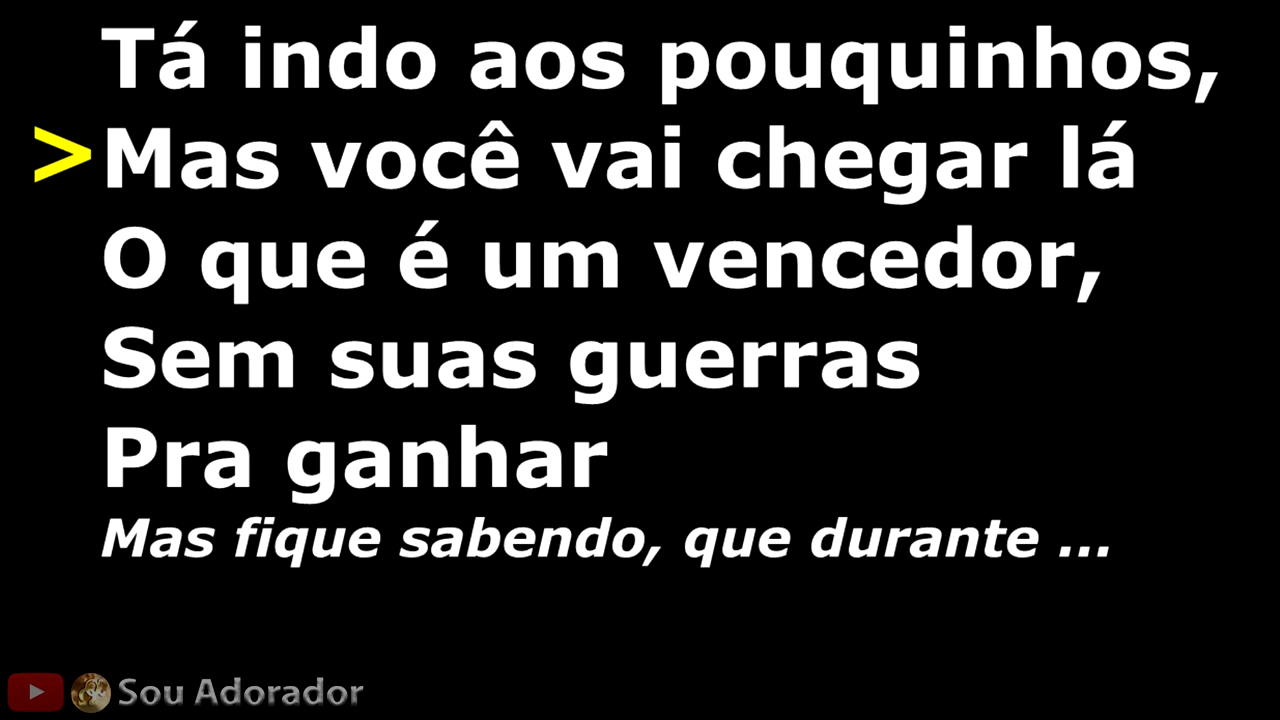 Tá indo aos pouquinhos,
>Mas você vai chegar lá
O que é um vencedor,
Sem suas guerras
Pra ganhar
Mas fique sabendo, que durante ...
Sou Adorador